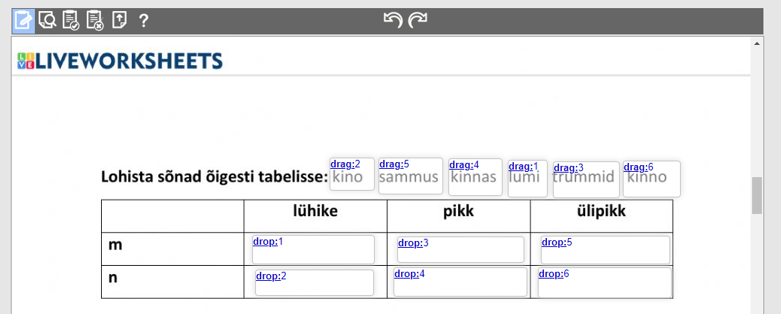 ?
LIVEWORKSHEETS
drag:2 drag:5 drag:4 drag:1 drag:3 drag:6
Lohista sõnad õigesti tabelisse: kino sammus kinnas lumi trummid kinno
lühike pikk ülipikk
m drop:1 drop:3 drop:5
n drop:2 drop:4 drop:6